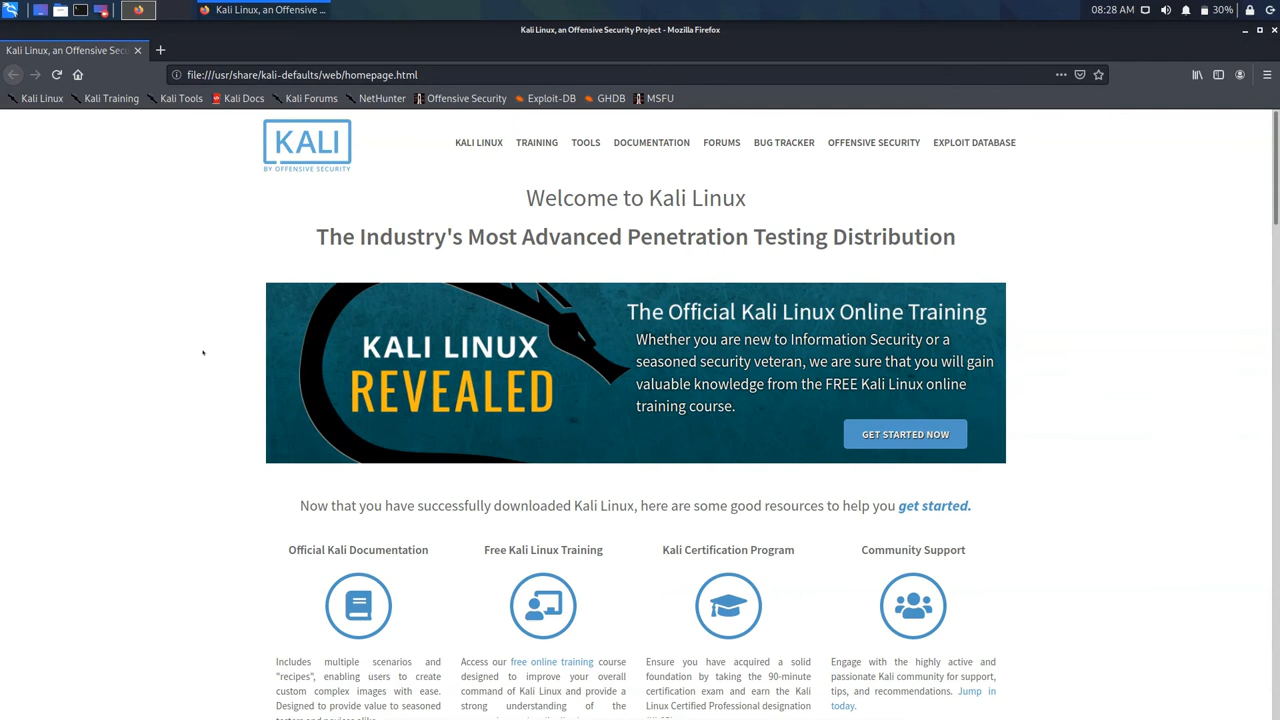 Kali Linux, an Offensive ...
08:28 AM
30%
Kali Linux, an Offensive Security Project - Mozilla Firefox
Kali Linux, an Offensive Sec
file:///usr/share/kali-defaults/web/homepage.html
Kali Linux Kali Training Kali Tools Kali Docs Kali Forums NetHunter Offensive Security Exploit-DB GHDB MSFU
KALI
BY OFFENSIVE SECURITY
KALI LINUX TRAINING TOOLS DOCUMENTATION FORUMS BUG TRACKER OFFENSIVE SECURITY EXPLOIT DATABASE
Welcome to Kali Linux
The Industry's Most Advanced Penetration Testing Distribution
KALI LINUX
REVEALED
The Official Kali Linux Online Training
Whether you are new to Information Security or a
seasoned security veteran, we are sure that you will gain
valuable knowledge from the FREE Kali Linux online
training course.
GET STARTED NOW
Now that you have successfully downloaded Kali Linux, here are some good resources to help you get started.
Official Kali Documentation
Includes multiple scenarios and
"recipes", enabling users to create
custom complex images with ease.
Designed to provide value to seasoned
Free Kali Linux Training
Access our free online training course
designed to improve your overall
command of Kali Linux and provide a
strong understanding of the
Kali Certification Program
Ensure you have acquired a solid
foundation by taking the 90-minute
certification exam and earn the Kali
Linux Certified Professional designation
Community Support
Engage with the highly active and
passionate Kali community for support,
tips, and recommendations. Jump in
today.